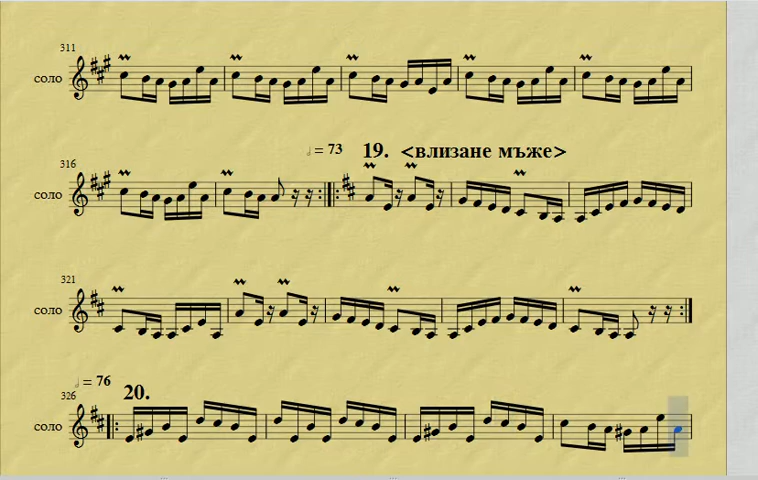 311
соло
316
соло
= 73 19. <влизане мъже>
321
соло
= 76
326
20.
соло